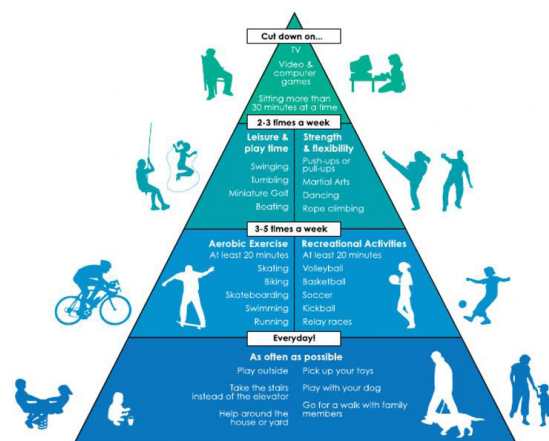 Cut down on...
TV
Video &
computer
games
Sitting more than
30 minutes at a time
2-3 times a week
Leisure &
play time
Swinging
Tumbling
Miniature Golf
Boating
Strength
& flexibility
Push-ups or
pull-ups
Martial Arts
Dancing
Rope climbing
3-5 times a week
Aerobic Exercise
At least 20 minutes
Skating
Biking
Skateboarding
Swimming
Running
Recreational Activities
At least 20 minutes
Volleyball
Basketball
Soccer
Kickball
Relay races
Everyday!
As often as possible
Play outside
Take the stairs
instead of the elevator
Help around the
house or yard
Pick up your toys
Play with your dog
Go for a walk with family
members